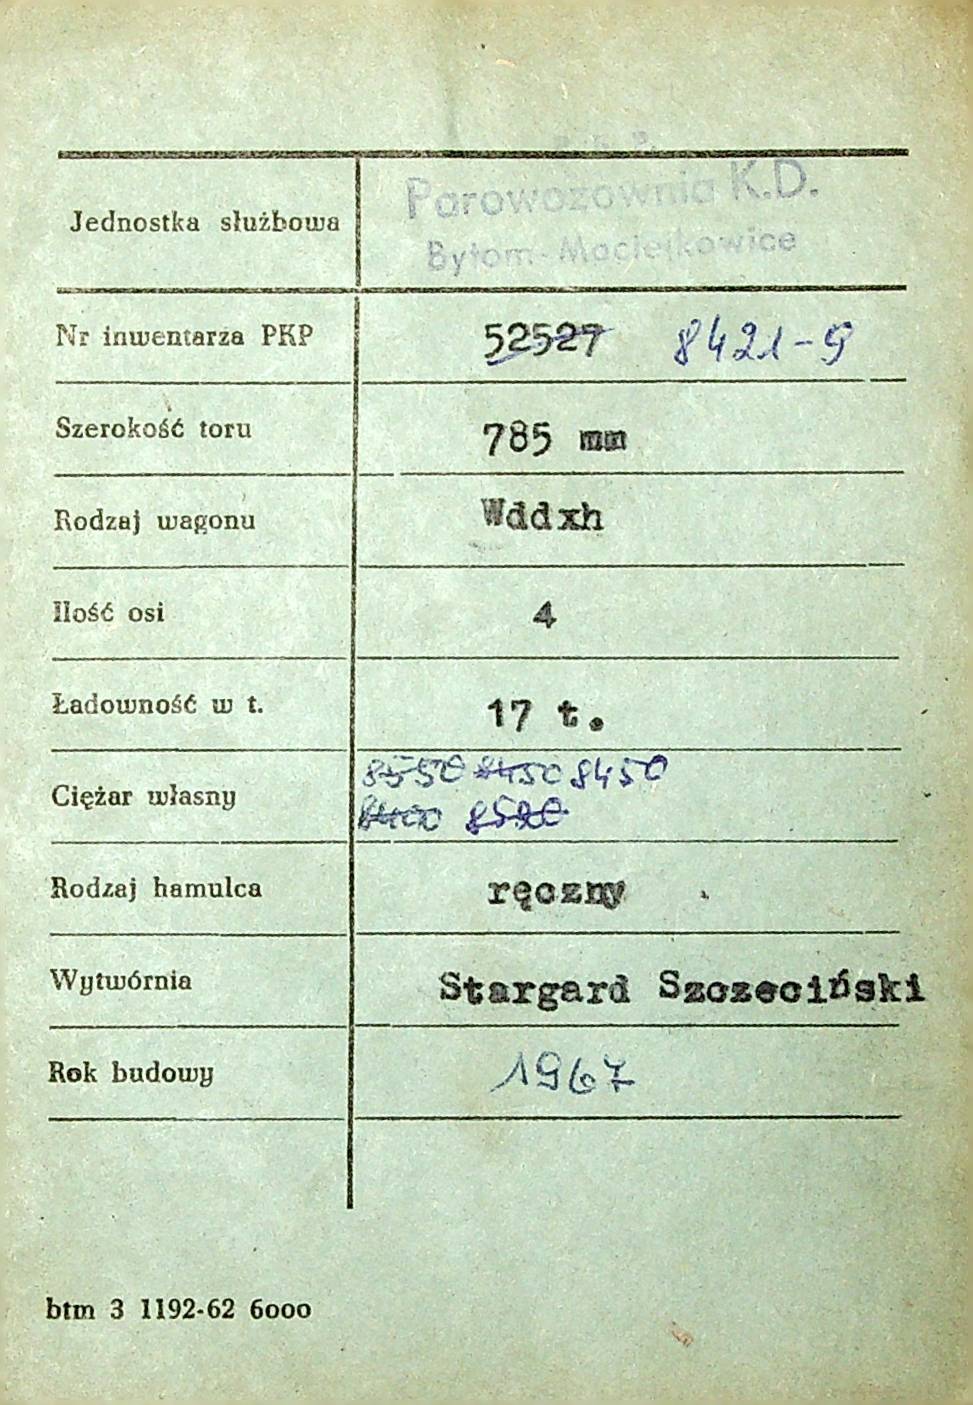 P. K. P.
Parowozownia K.D.
Jednostka służbowa
Bytom-Maciejkowice
Nr inwentarza PKP 52527 8421-9
Szerokość toru 785 mm
Rodzaj wagonu Wddxh
Ilość osi 4
Ładowność w t. 17 t.
8550 8450 8450
Ciężar własny
8400 8520
Rodzaj hamulca ręczny
Wytwórnia Stargard Szczeciński
Rok budowy 1967
btm 3 1192-62 6000